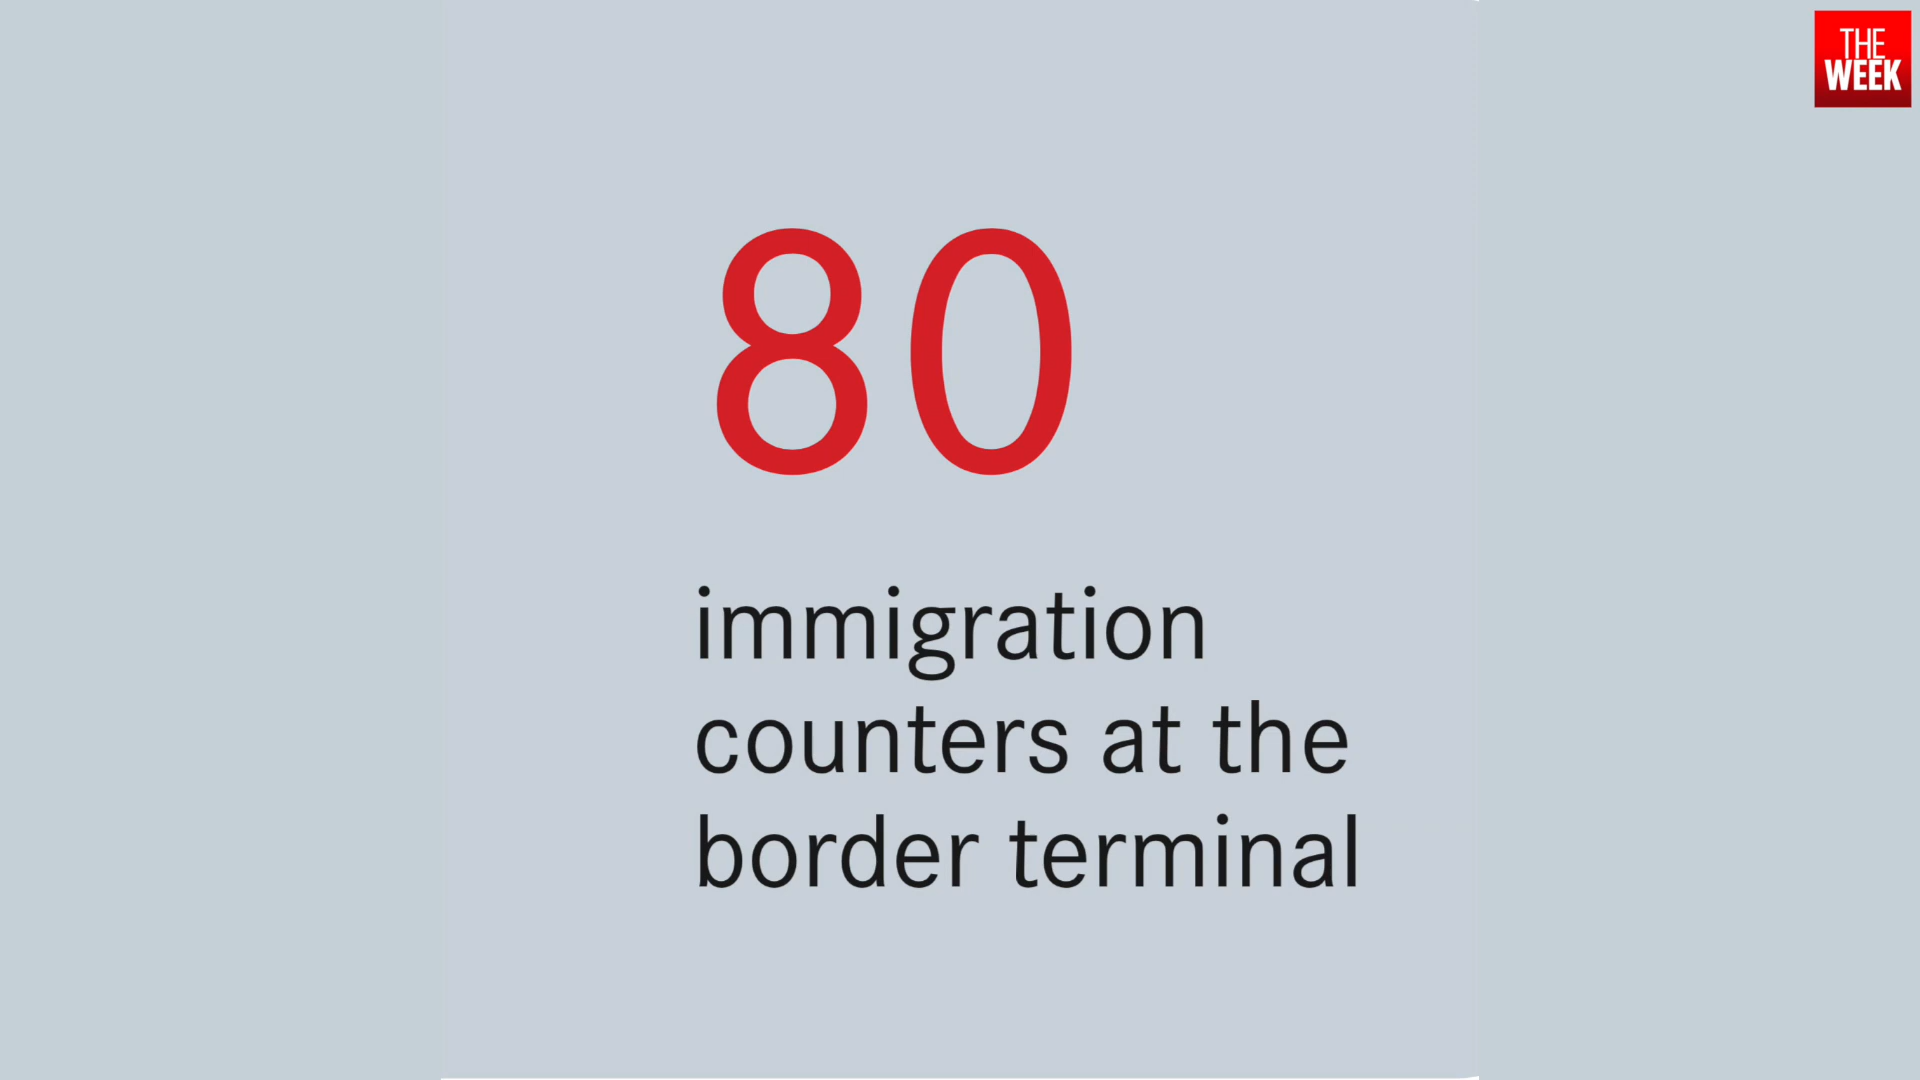 THE
WEEK
80
immigration
counters at the
border terminal